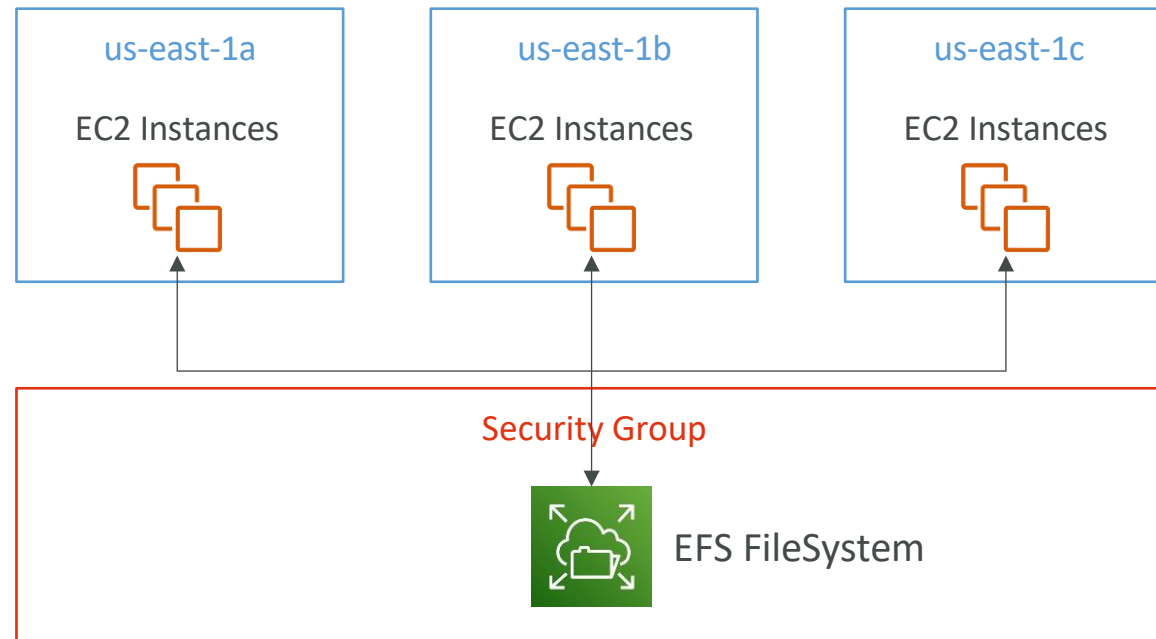 us-east-1a
us-east-1b
us-east-1c
EC2 Instances
EC2 Instances
EC2 Instances
Security Group
EFS FileSystem